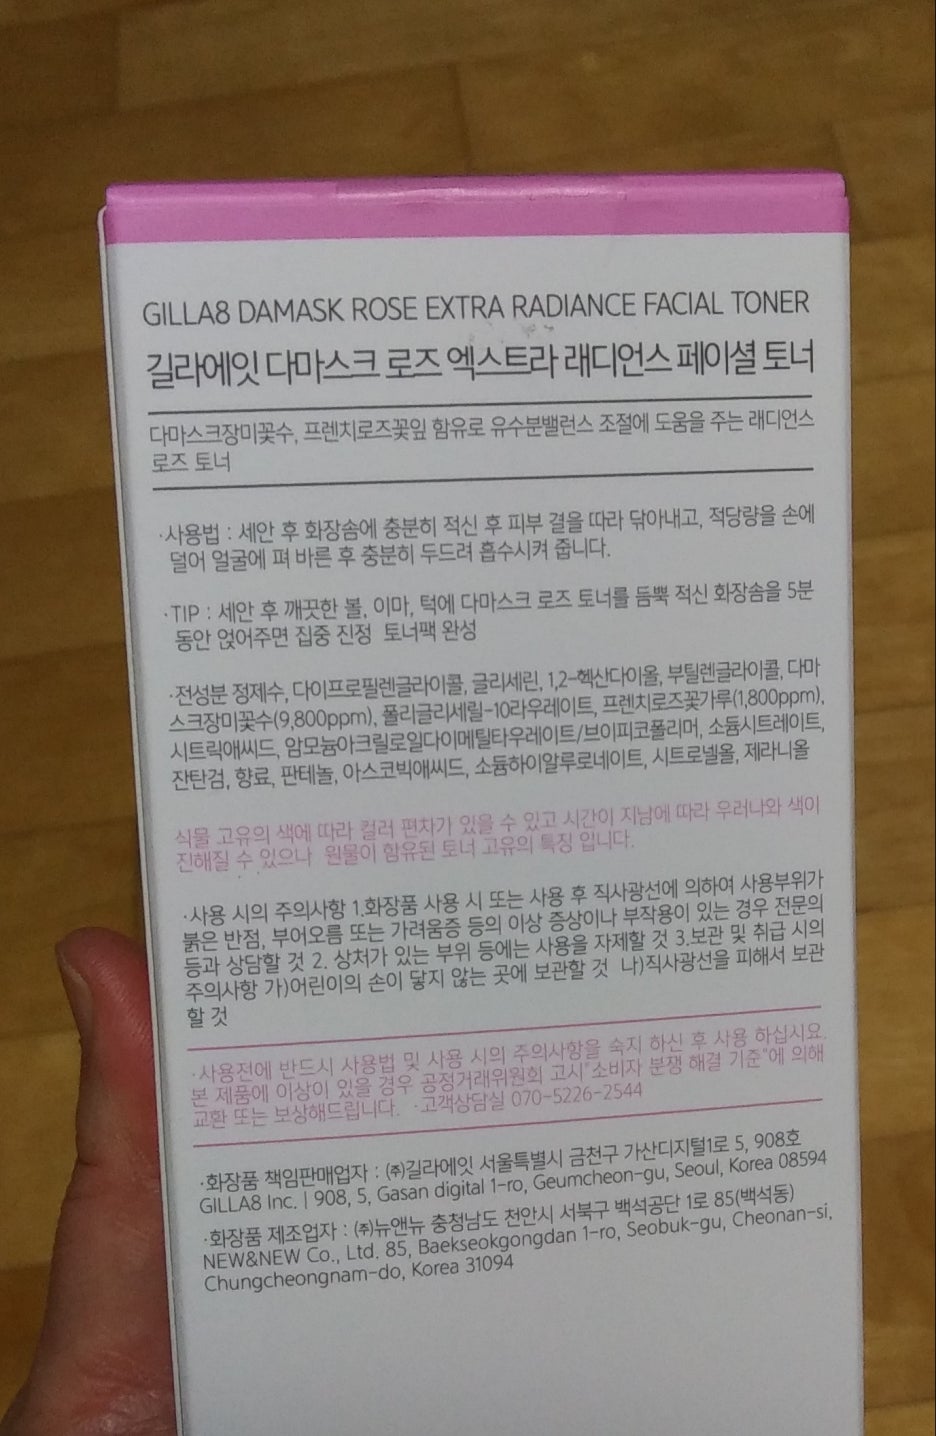 GILLA8 DAMASK ROSE EXTRA RADIANCE FACIAL TONER
길라에잇 다마스크 로즈 엑스트라 래디언스 페이셜 토너
다마스크장미꽃수, 프렌치로즈꽃잎 함유로 유수분밸런스 조절에 도움을 주는 래디언스
로즈 토너
·사용법 : 세안 후 화장솜에 충분히 적신 후 피부 결을 따라 닦아내고, 적당량을 손에
덜어 얼굴에 펴 바른 후 충분히 두드려 흡수시켜 줍니다.
·TIP : 세안 후 깨끗한 볼, 이마, 턱에 다마스크 로즈 토너를 듬뿍 적신 화장솜을 5분
동안 얹어주면 집중 진정 토너팩 완성
·전성분 정제수, 다이프로필렌글라이콜, 글리세린, 1,2-헥산다이올, 부틸렌글라이콜, 다마
스크장미꽃수(9,800ppm), 폴리글리세릴-10라우레이트, 프렌치로즈꽃가루(1,800ppm),
시트릭애씨드, 암모늄아크릴로일다이메틸타우레이트/브이피코폴리머, 소듐시트레이트,
잔탄검, 향료, 판테놀, 아스코빅애씨드, 소듐하이알루로네이트, 시트로넬올, 제라니올
식물 고유의 색에 따라 컬러 편차가 있을 수 있고 시간이 지남에 따라 우러나와 색이
진해질 수 있으나 원물이 함유된 토너 고유의 특징 입니다.
·사용 시의 주의사항 1.화장품 사용 시 또는 사용 후 직사광선에 의하여 사용부위가
붉은 반점, 부어오름 또는 가려움증 등의 이상 증상이나 부작용이 있는 경우 전문의
등과 상담할 것 2. 상처가 있는 부위 등에는 사용을 자제할 것 3.보관 및 취급 시의
주의사항 가)어린이의 손이 닿지 않는 곳에 보관할 것 나)직사광선을 피해서 보관
할 것
·사용전에 반드시 사용법 및 사용 시의 주의사항을 숙지 하신 후 사용 하십시요.
본 제품에 이상이 있을 경우 공정거래위원회 고시"소비자 분쟁 해결 기준"에 의해
교환 또는 보상해드립니다. ·고객상담실 070-5226-2544
·화장품 책임판매업자 : ㈜길라에잇 서울특별시 금천구 가산디지털1로 5, 908호
GILLA8 Inc. | 908, 5, Gasan digital 1-ro, Geumcheon-gu, Seoul, Korea 08594
·화장품 제조업자 : ㈜뉴앤뉴 충청남도 천안시 서북구 백석공단 1로 85(백석동)
NEW&NEW Co., Ltd. 85, Baekseokgongdan 1-ro, Seobuk-gu, Cheonan-si,
Chungcheongnam-do, Korea 31094